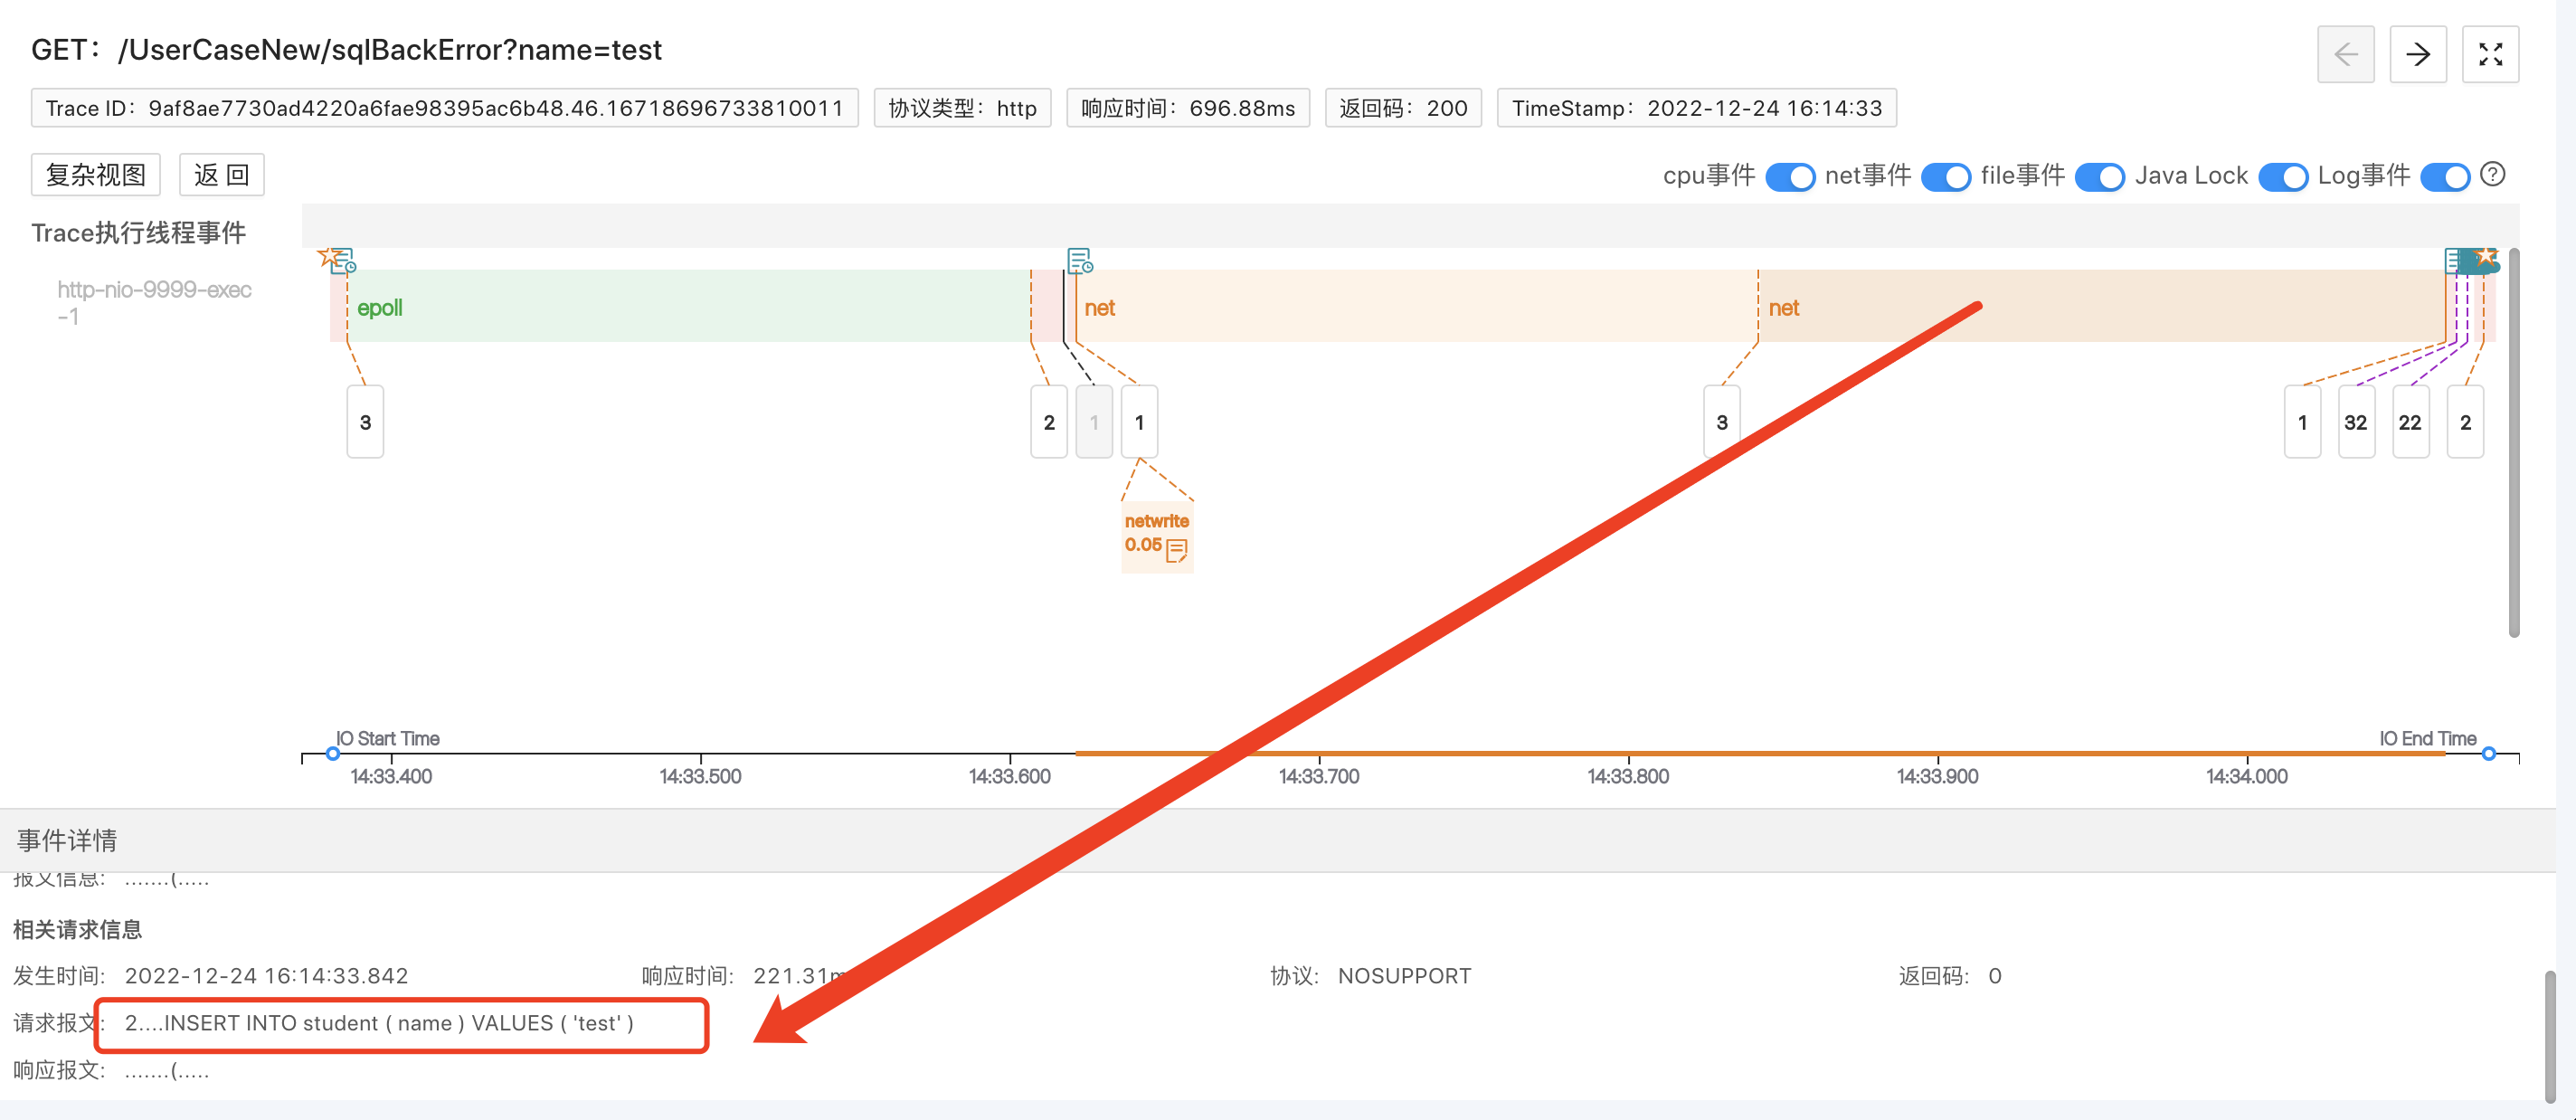 GET：/UserCaseNew/sqlBackError?name=test
Trace ID：9af8ae7730ad4220a6fae98395ac6b48.46.16718696733810011 协议类型：http 响应时间：696.88ms 返回码：200 TimeStamp：2022-12-24 16:14:33
复杂视图 返 回 cpu事件 net事件 file事件 Java Lock Log事件
Trace执行线程事件
http-nio-9999-exec
-1
epoll net net
3 2 1 1 3 1 32 22 2
netwrite
0.05
IO Start Time IO End Time
14:33.400 14:33.500 14:33.600 14:33.700 14:33.800 14:33.900 14:34.000
事件详情
报文信息: .......(.....
相关请求信息
发生时间: 2022-12-24 16:14:33.842 响应时间: 221.31m 协议: NOSUPPORT 返回码: 0
请求报文: 2....INSERT INTO student ( name ) VALUES ( 'test' )
响应报文: .......(.....